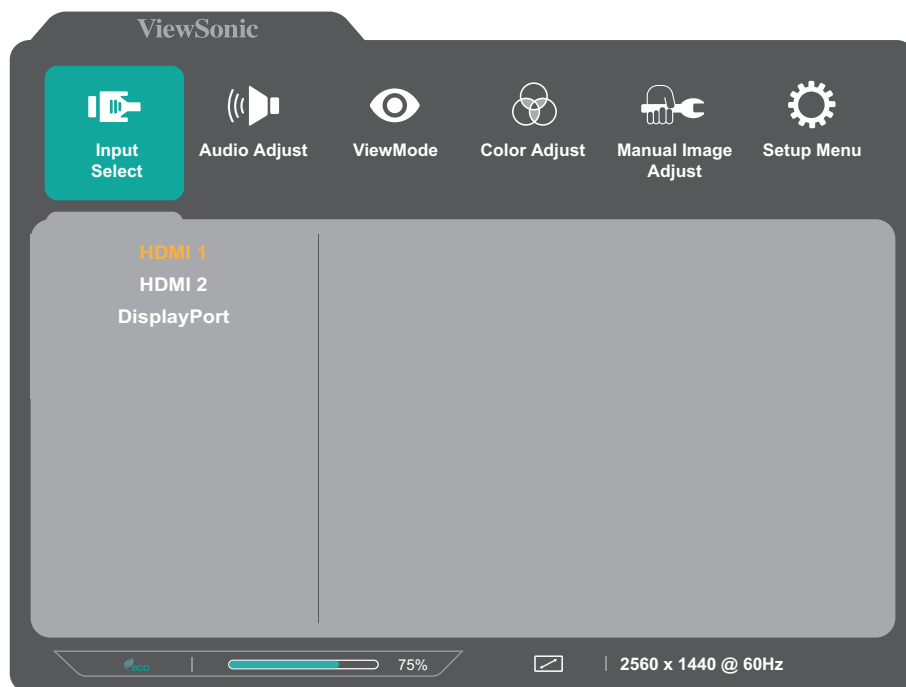 ViewSonic
Input Select
Audio Adjust
ViewMode
Color Adjust
Manual Image Adjust
Setup Menu
HDMI 1
HDMI 2
DisplayPort
eco
75%
2560 x 1440 @ 60Hz